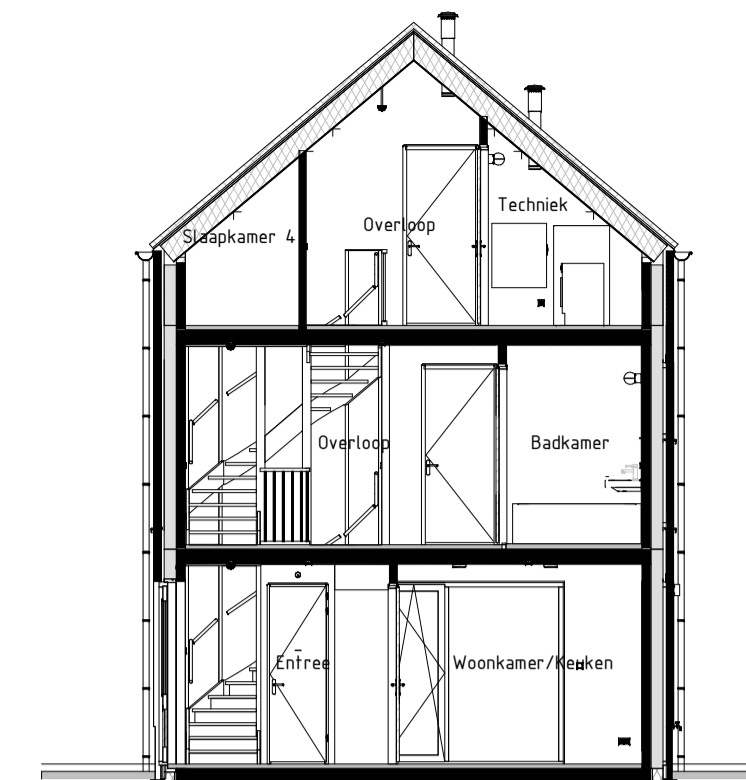 Techniek
Overloop
Slaapkamer 4
Overloop
Badkamer
Entree
Woonkamer/Keuken